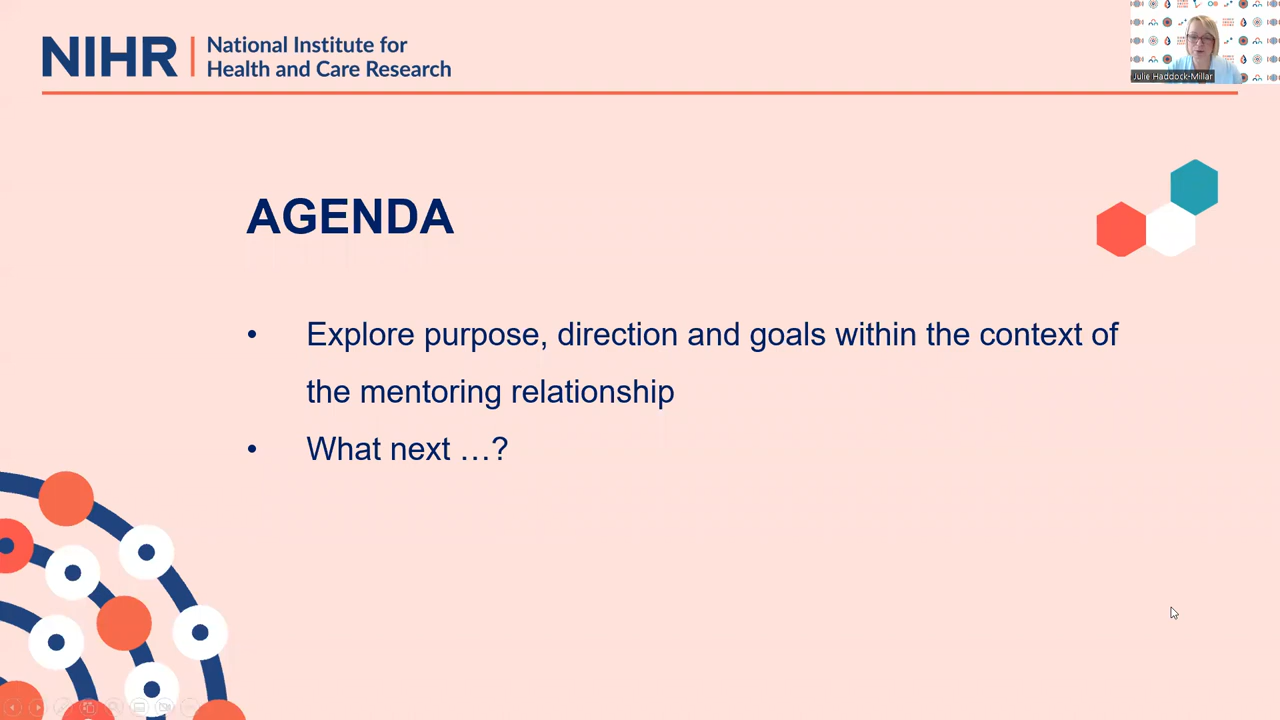 NIHR
National Institute for
Health and Care Research
Julie Haddock-Millar
AGENDA
• Explore purpose, direction and goals within the context of
the mentoring relationship
• What next …?